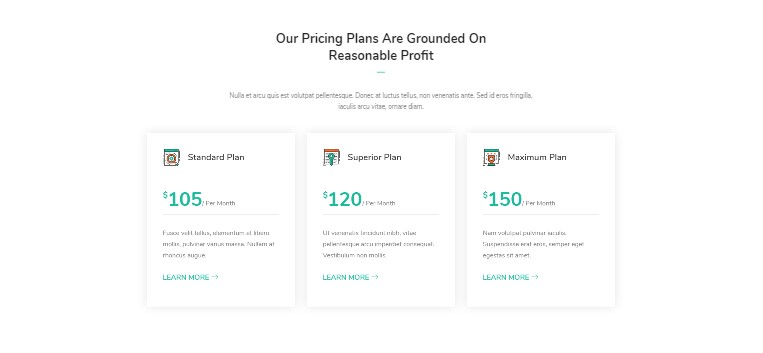 Our Pricing Plans Are Grounded On
Reasonable Profit
Nulla et arcu quis est volutpat pellentesque. Donec at luctus tellus, non venenatis ante. Sed id eros fringilla,
iaculis arcu vitae, ornare diam.
Standard Plan
$105/ Per Month
Fusce velit tellus, elementum at libero
mollis, pulvinar varius massa. Nullam at
rhoncus augue.
LEARN MORE →
Superior Plan
$120/ Per Month
Ut venenatis tincidunt nibh, vitae
pellentesque arcu imperdiet consequat.
Vestibulum non mollis.
LEARN MORE →
Maximum Plan
$150/ Per Month
Nam volutpat pulvinar iaculis.
Suspendisse erat eros, semper eget
egestas sit amet.
LEARN MORE →